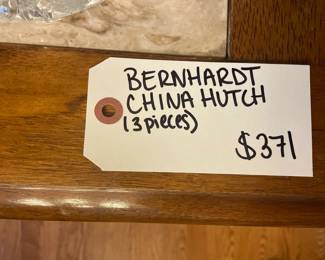 BERNHARDT
CHINA HUTCH
(3 pieces)
$371